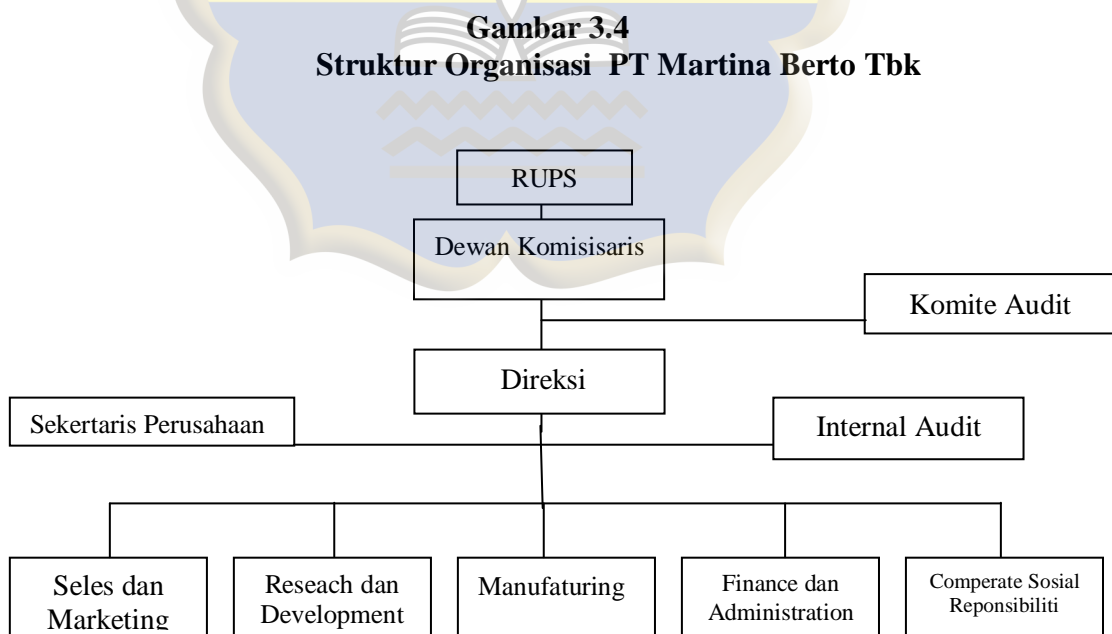 Gambar 3.4
Struktur Organisasi PT Martina Berto Tbk
RUPS
Dewan Komisisaris
Komite Audit
Direksi
Sekertaris Perusahaan
Internal Audit
Seles dan
Marketing
Reseach dan
Development
Manufaturing
Finance dan
Administration
Comperate Sosial
Reponsibiliti